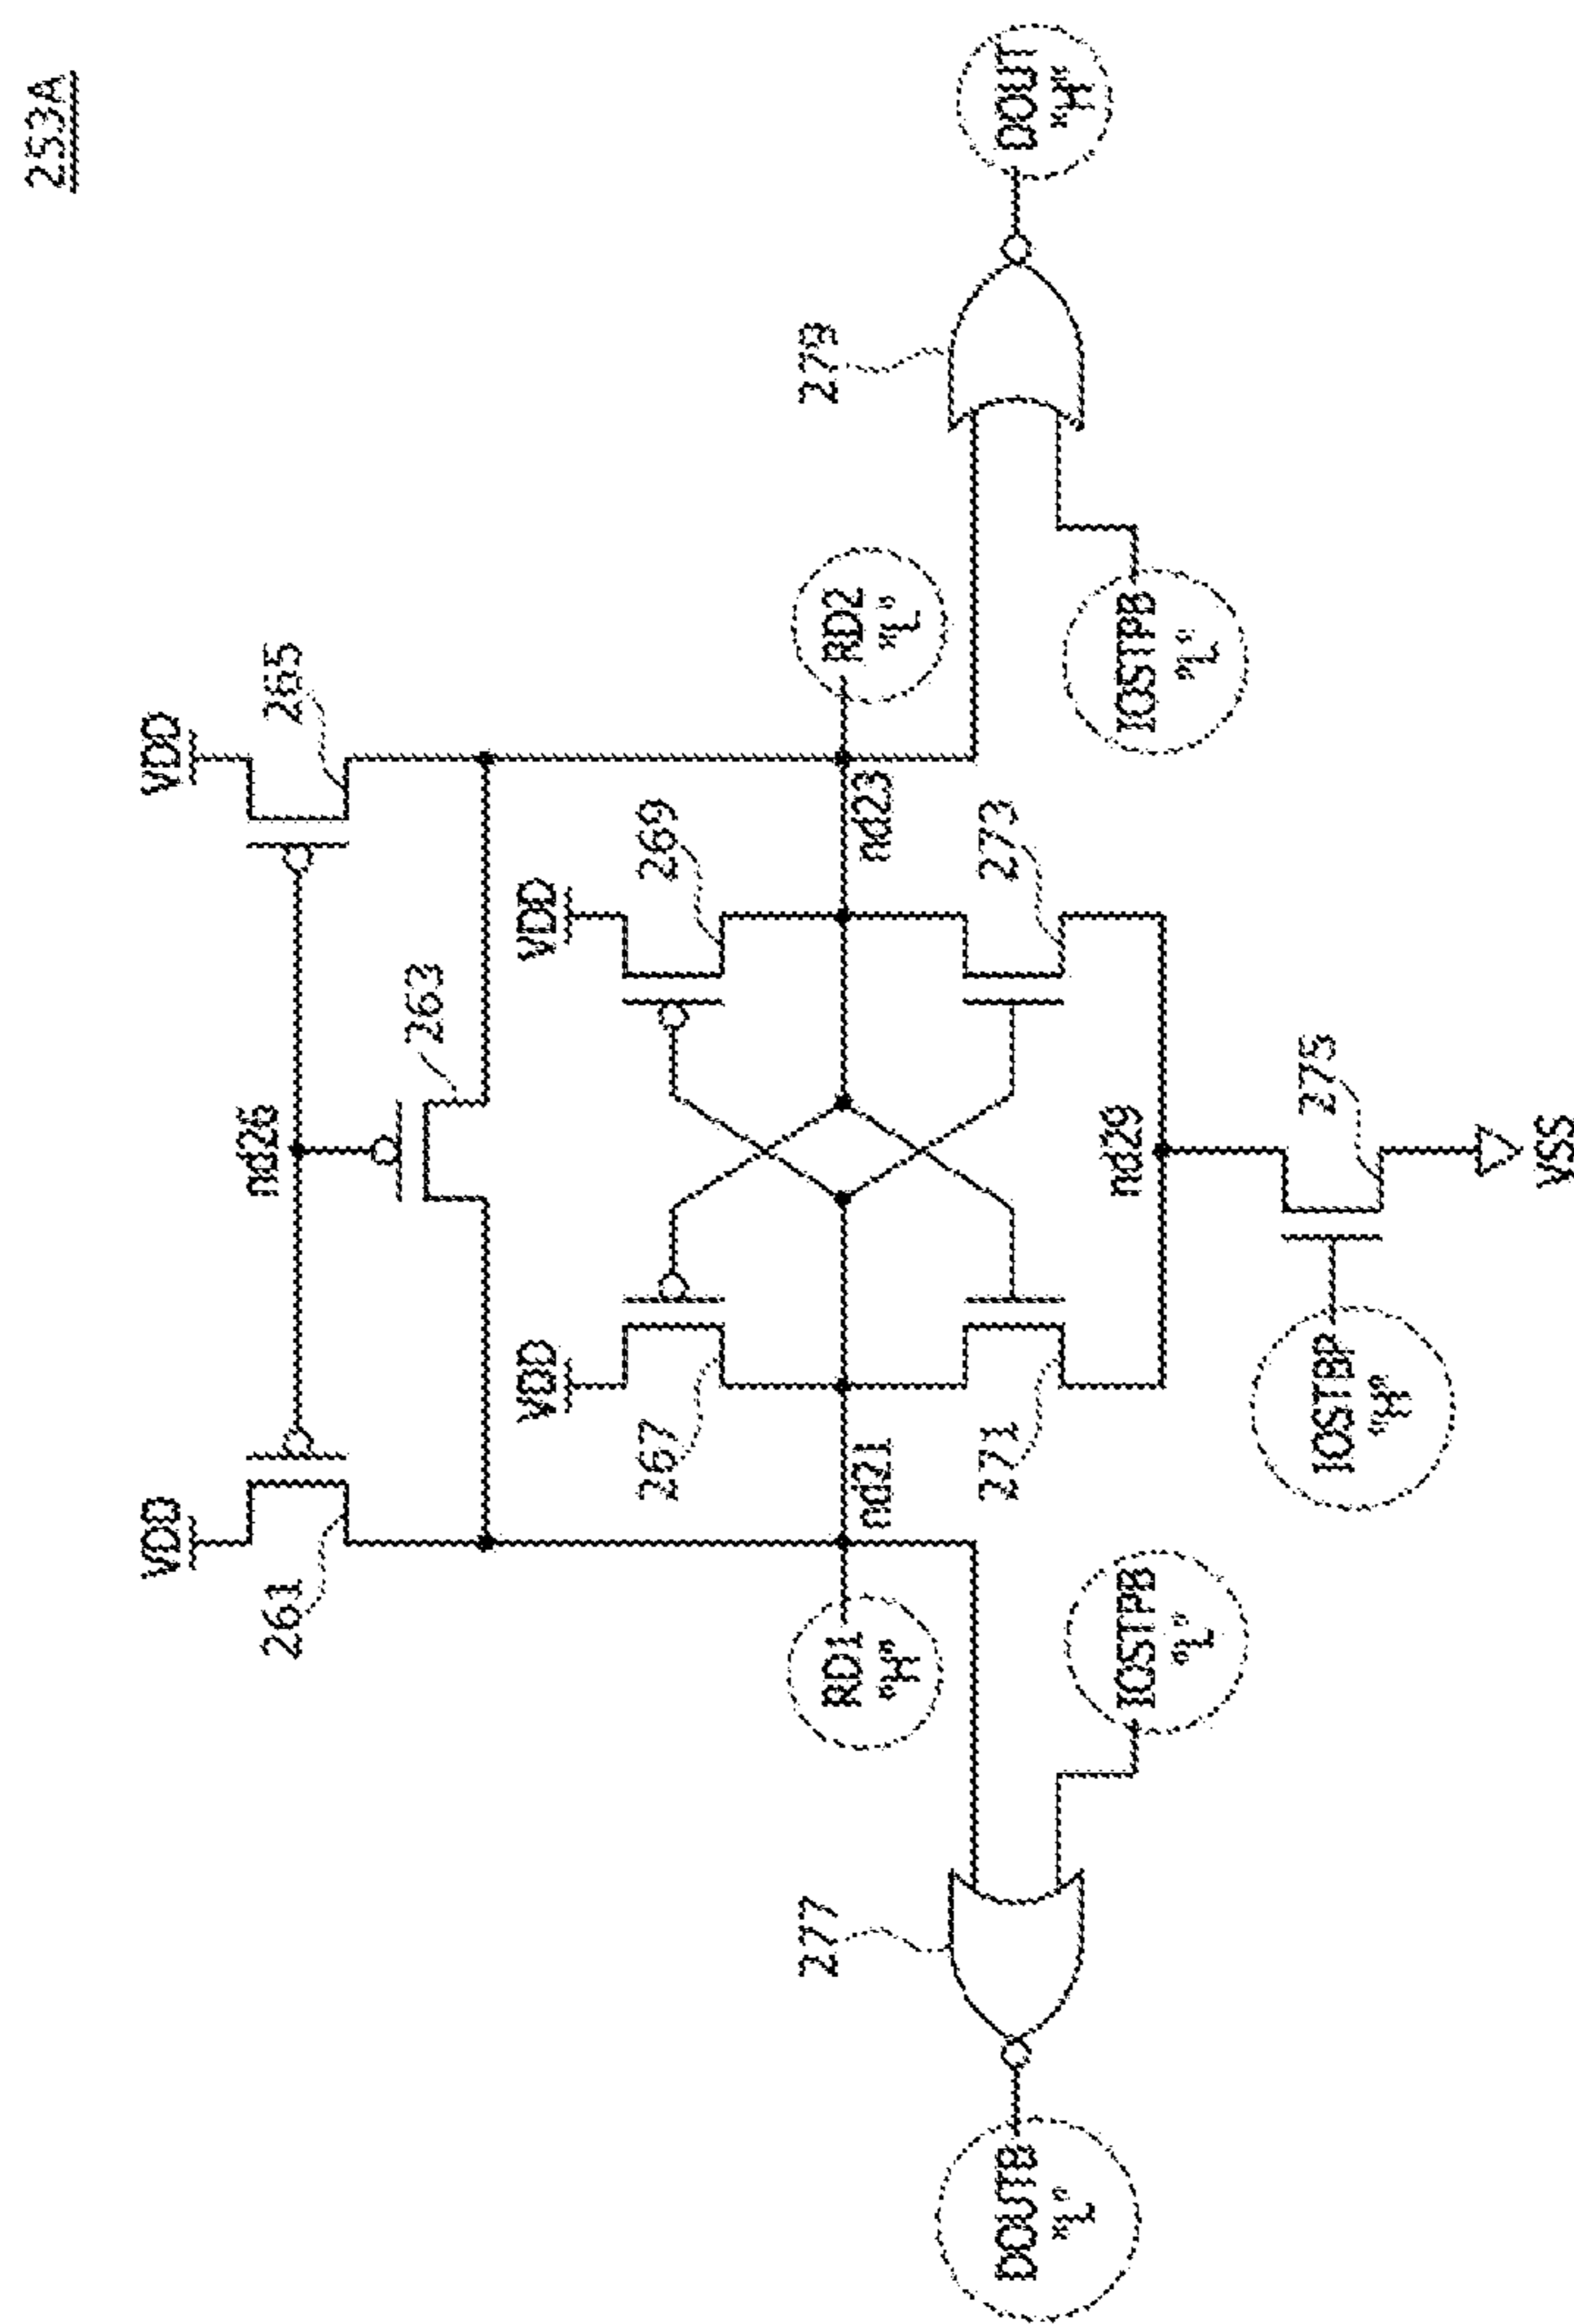 253A
VDD
VDD
nd26
261
265
263
VDD
VDD
267
269
277
279
RD1
"H"
RD2
"L"
nd21
nd23
271
273
DOUTB
"L"
DOUT
"H"
nd29
IOSTPB
"L"
IOSTPB
"L"
IOSTBP
"H"
275
VSS